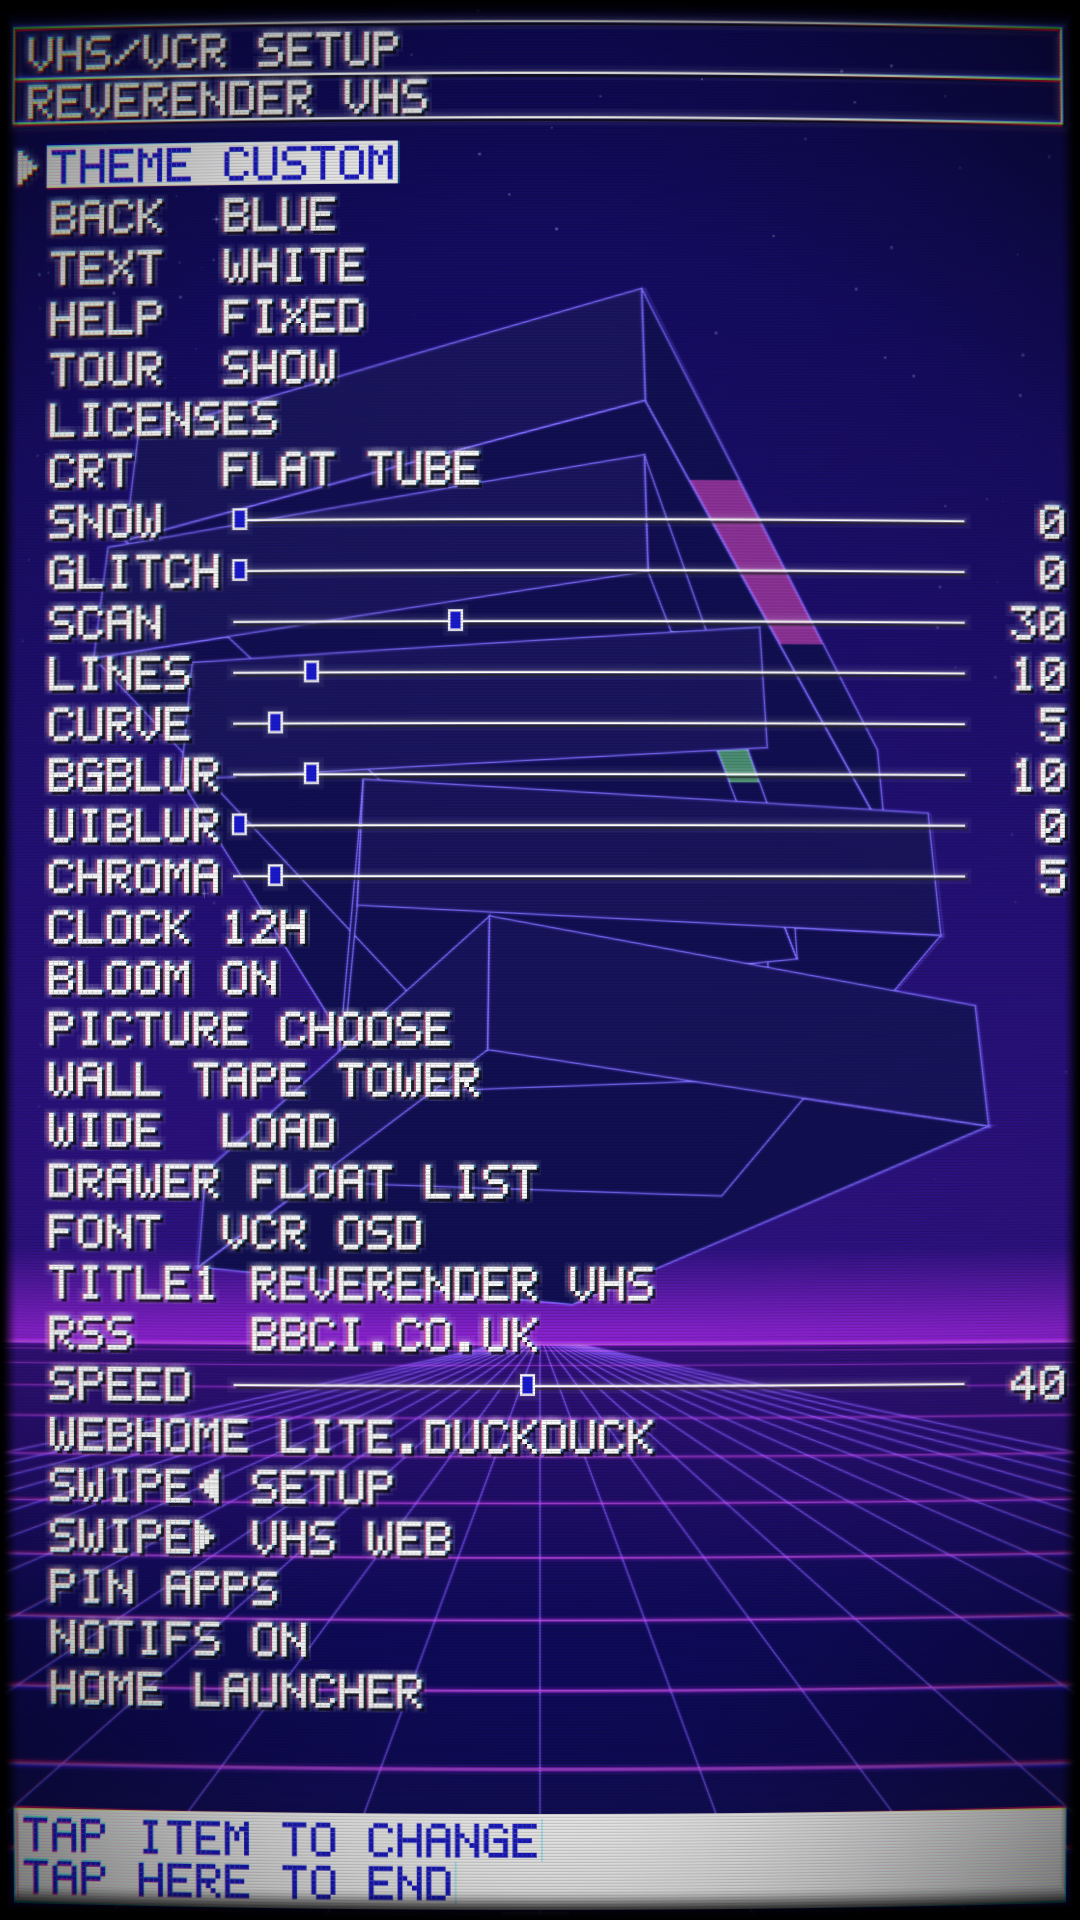 VHS/VCR SETUP
REVERENDER VHS
THEME CUSTOM
BACK BLUE
TEXT WHITE
HELP FIXED
TOUR SHOW
LICENSES
CRT FLAT TUBE
SNOW 0
GLITCH 0
SCAN 30
LINES 10
CURVE 5
BGBLUR 10
UIBLUR 0
CHROMA 5
CLOCK 12H
BLOOM ON
PICTURE CHOOSE
WALL TAPE TOWER
WIDE LOAD
DRAWER FLOAT LIST
FONT VCR OSD
TITLE1 REVERENDER VHS
RSS BBCI.CO.UK
SPEED 40
WEBHOME LITE.DUCKDUCK
SWIPE◀ SETUP
SWIPE▶ VHS WEB
PIN APPS
NOTIFS ON
HOME LAUNCHER
TAP ITEM TO CHANGE
TAP HERE TO END